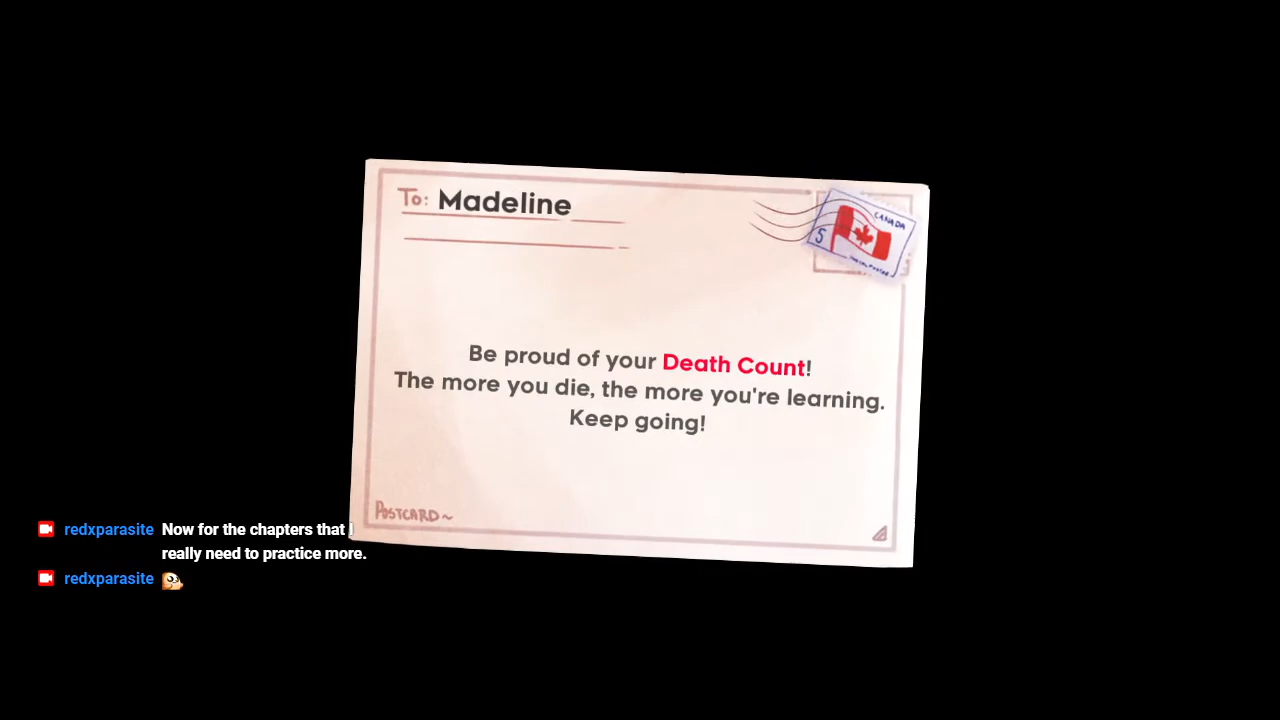 To: Madeline
CANADA
5
Be proud of your Death Count!
The more you die, the more you're learning.
Keep going!
POSTCARD~
redxparasite Now for the chapters that I
really need to practice more.
redxparasite